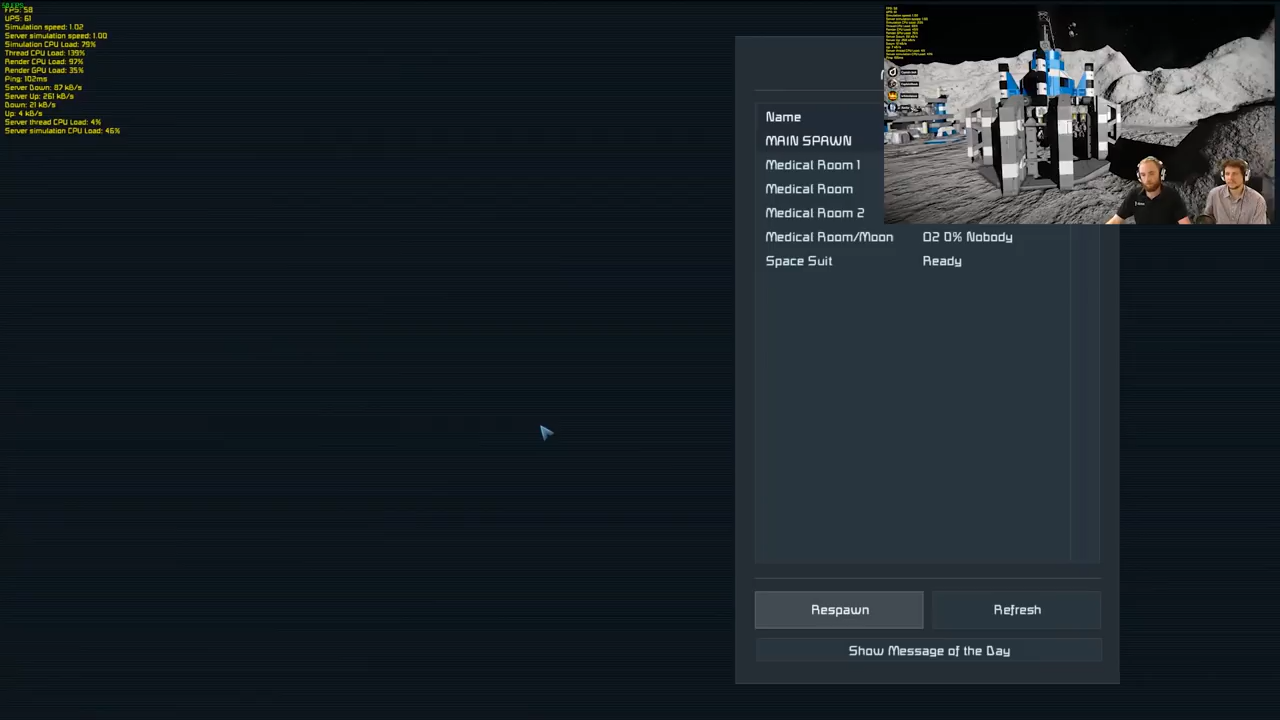 FPS: 58
UPS: 61
Simulation speed: 1.02
Server simulation speed: 1.00
Simulation CPU Load: 79%
Thread CPU Load: 139%
Render CPU Load: 97%
Render GPU Load: 35%
Ping: 102ms
Server Down: 87 kB/s
Server Up: 261 kB/s
Down: 21 kB/s
Up: 4 kB/s
Server thread CPU Load: 4%
Server simulation CPU Load: 46%
Name
MAIN SPAWN
Medical Room 1
Medical Room
Medical Room 2
Medical Room/Moon O2 0% Nobody
Space Suit Ready
Respawn Refresh
Show Message of the Day